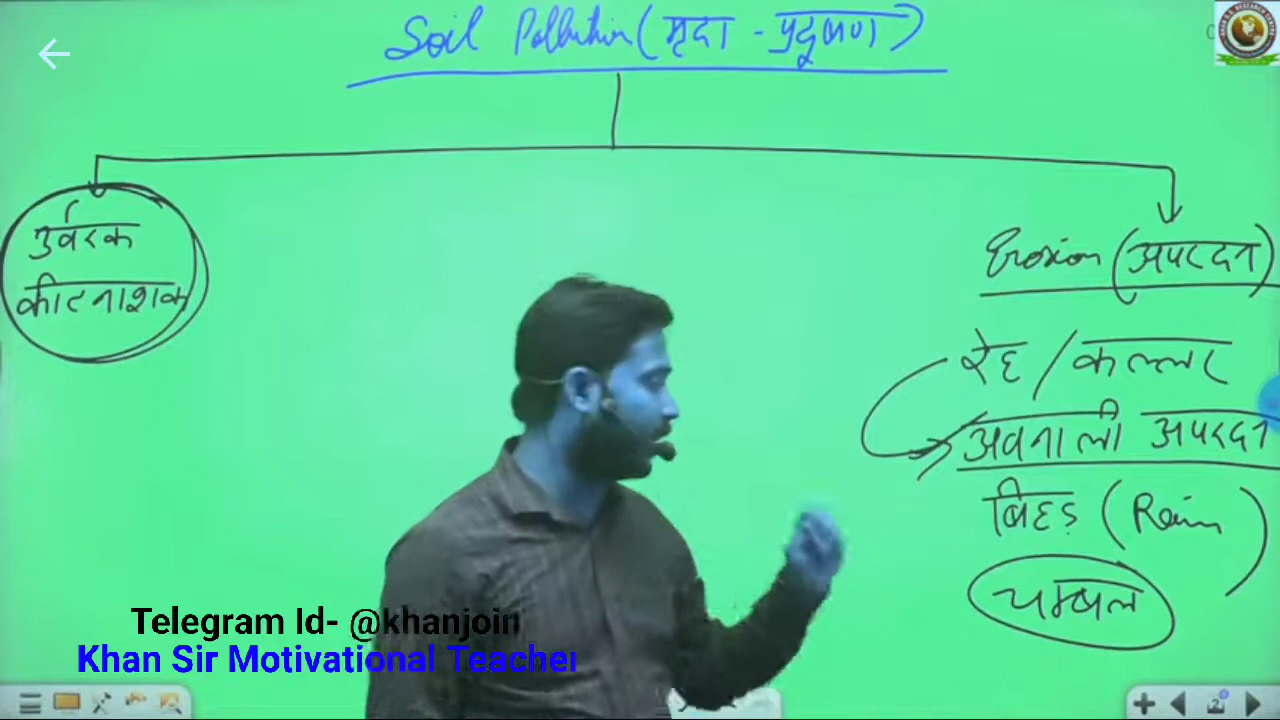 Soil Pollution (मृदा - प्रदुषण)
उर्वरक
कीटनाशक
Erosion (अपरदन)
रेह / कल्लर
अवनाली अपरदन
बिहड़ (Rain)
चम्बल
Telegram Id- @khanjoin
Khan Sir Motivational Teacher
2